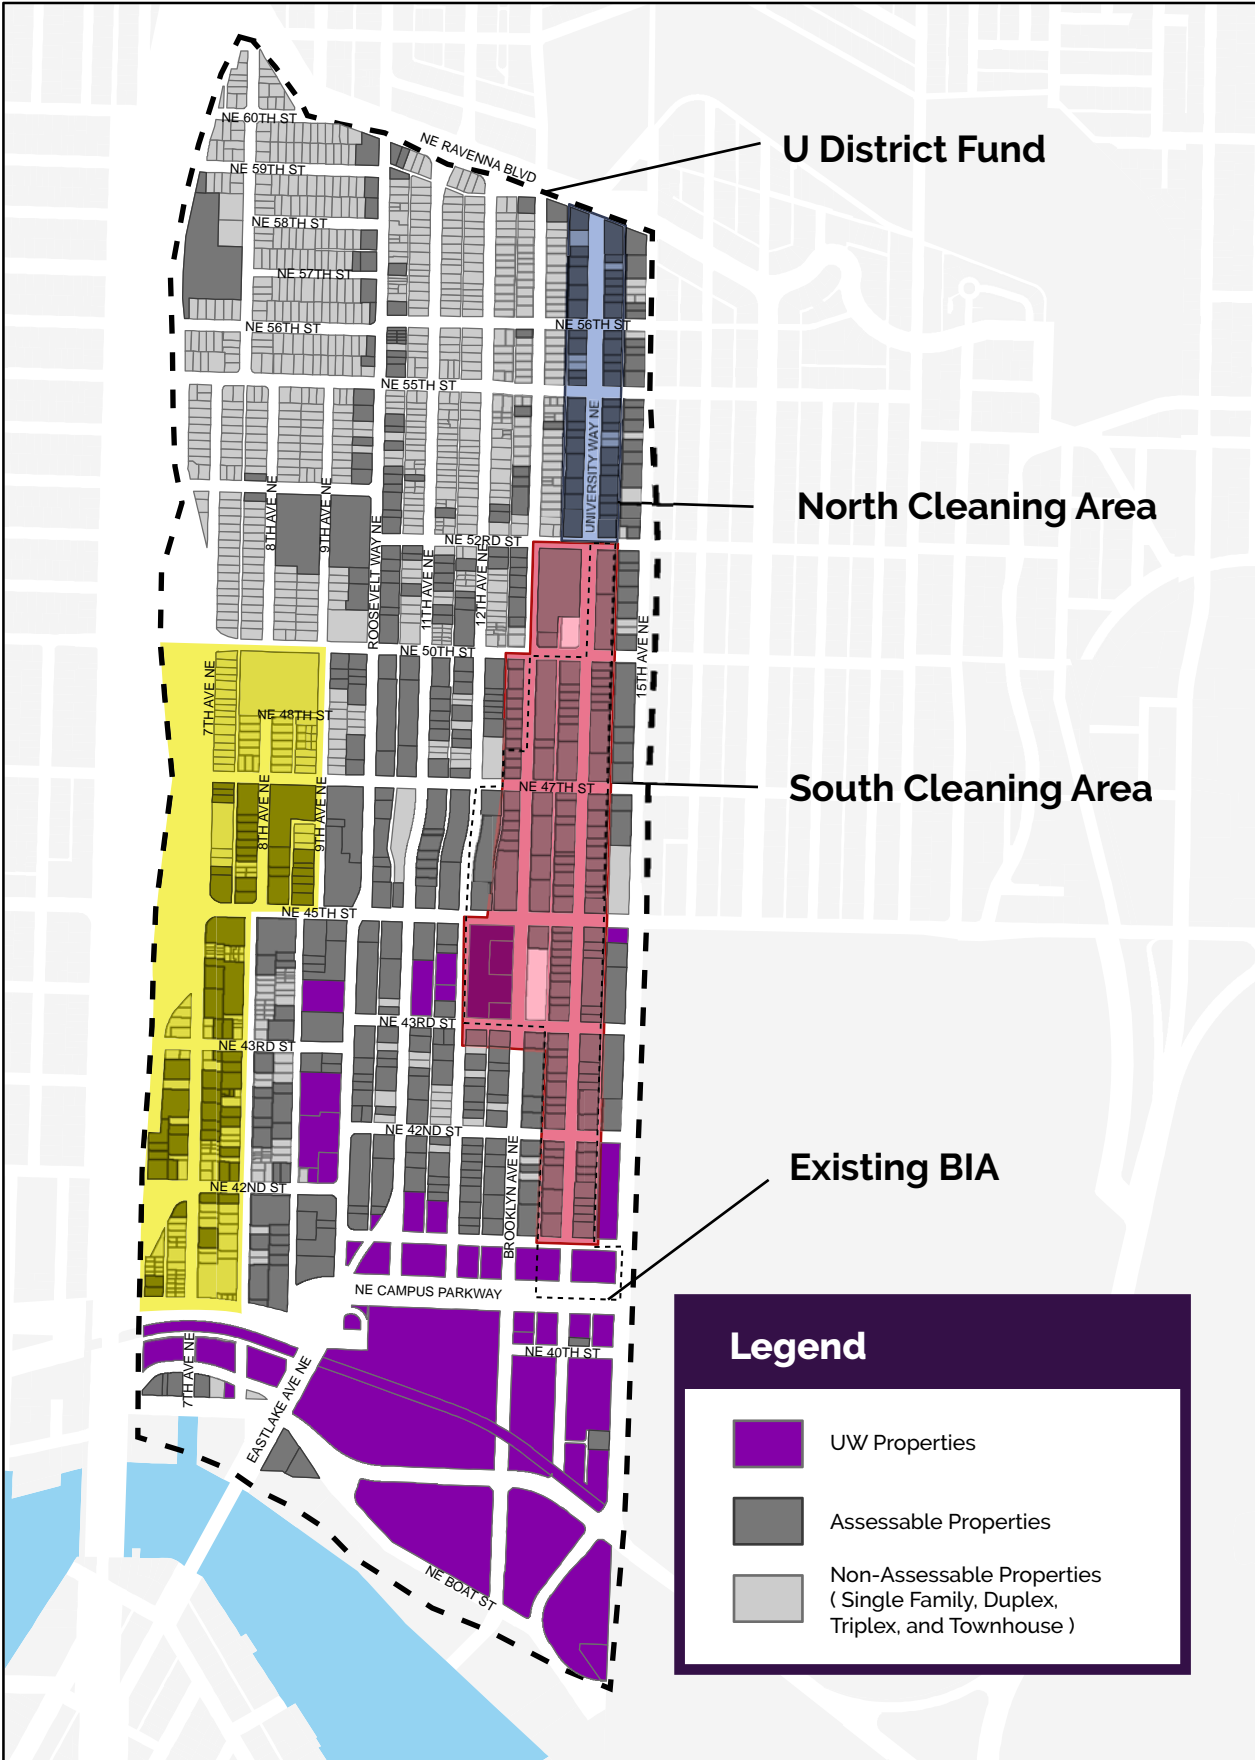 NE 60TH ST
NE RAVENNA BLVD
U District Fund
NE 59TH ST
NE 58TH ST
NE 57TH ST
NE 56TH ST
NE 56TH ST
NE 55TH ST
UNIVERSITY WAY NE
8TH AVE NE
9TH AVE NE
North Cleaning Area
ROOSEVELT WAY NE
NE 52RD ST
11TH AVE NE
12TH AVE NE
15TH AVE NE
NE 50TH ST
7TH AVE NE
NE 48TH ST
8TH AVE NE
9TH AVE NE
NE 47TH ST
South Cleaning Area
NE 45TH ST
NE 43RD ST
NE 43RD ST
NE 42ND ST
BROOKLYN AVE NE
Existing BIA
NE 42ND ST
NE CAMPUS PARKWAY
NE 40TH ST
7TH AVE NE
EASTLAKE AVE NE
NE BOAT ST
Legend
UW Properties
Assessable Properties
Non-Assessable Properties
( Single Family, Duplex,
Triplex, and Townhouse )